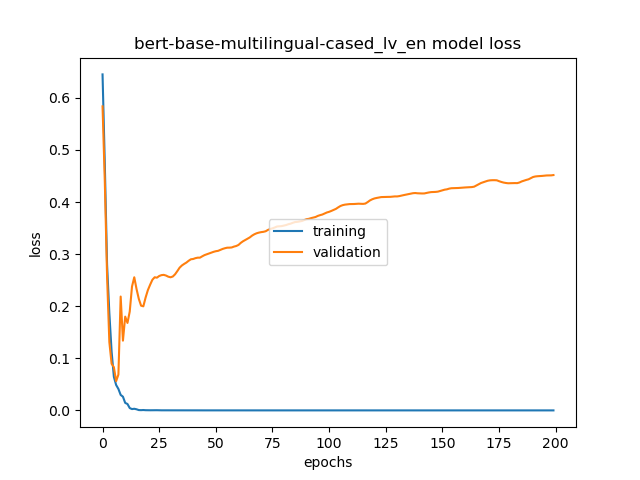 bert-base-multilingual-cased_lv_en model loss
loss
0.6
0.5
0.4
0.3
0.2
0.1
0.0
training
validation
0 25 50 75 100 125 150 175 200
epochs